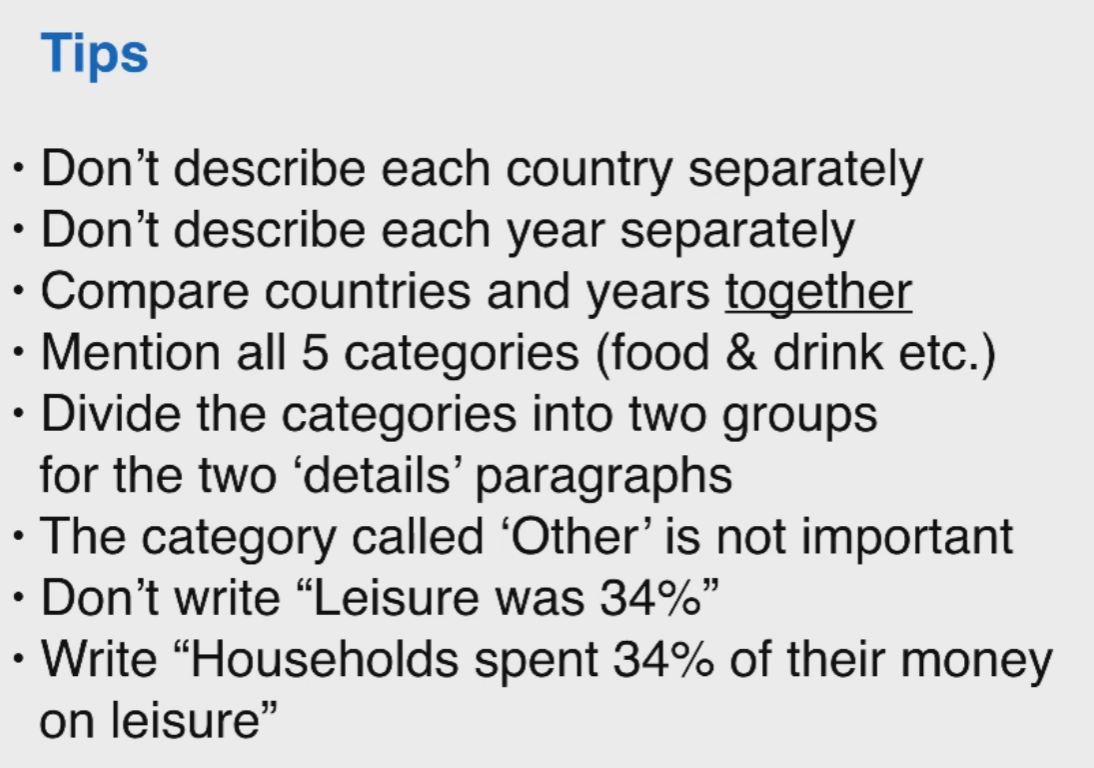 Tips
• Don’t describe each country separately
• Don’t describe each year separately
• Compare countries and years together
• Mention all 5 categories (food & drink etc.)
• Divide the categories into two groups
for the two ‘details’ paragraphs
• The category called ‘Other’ is not important
• Don’t write “Leisure was 34%”
• Write “Households spent 34% of their money
on leisure”